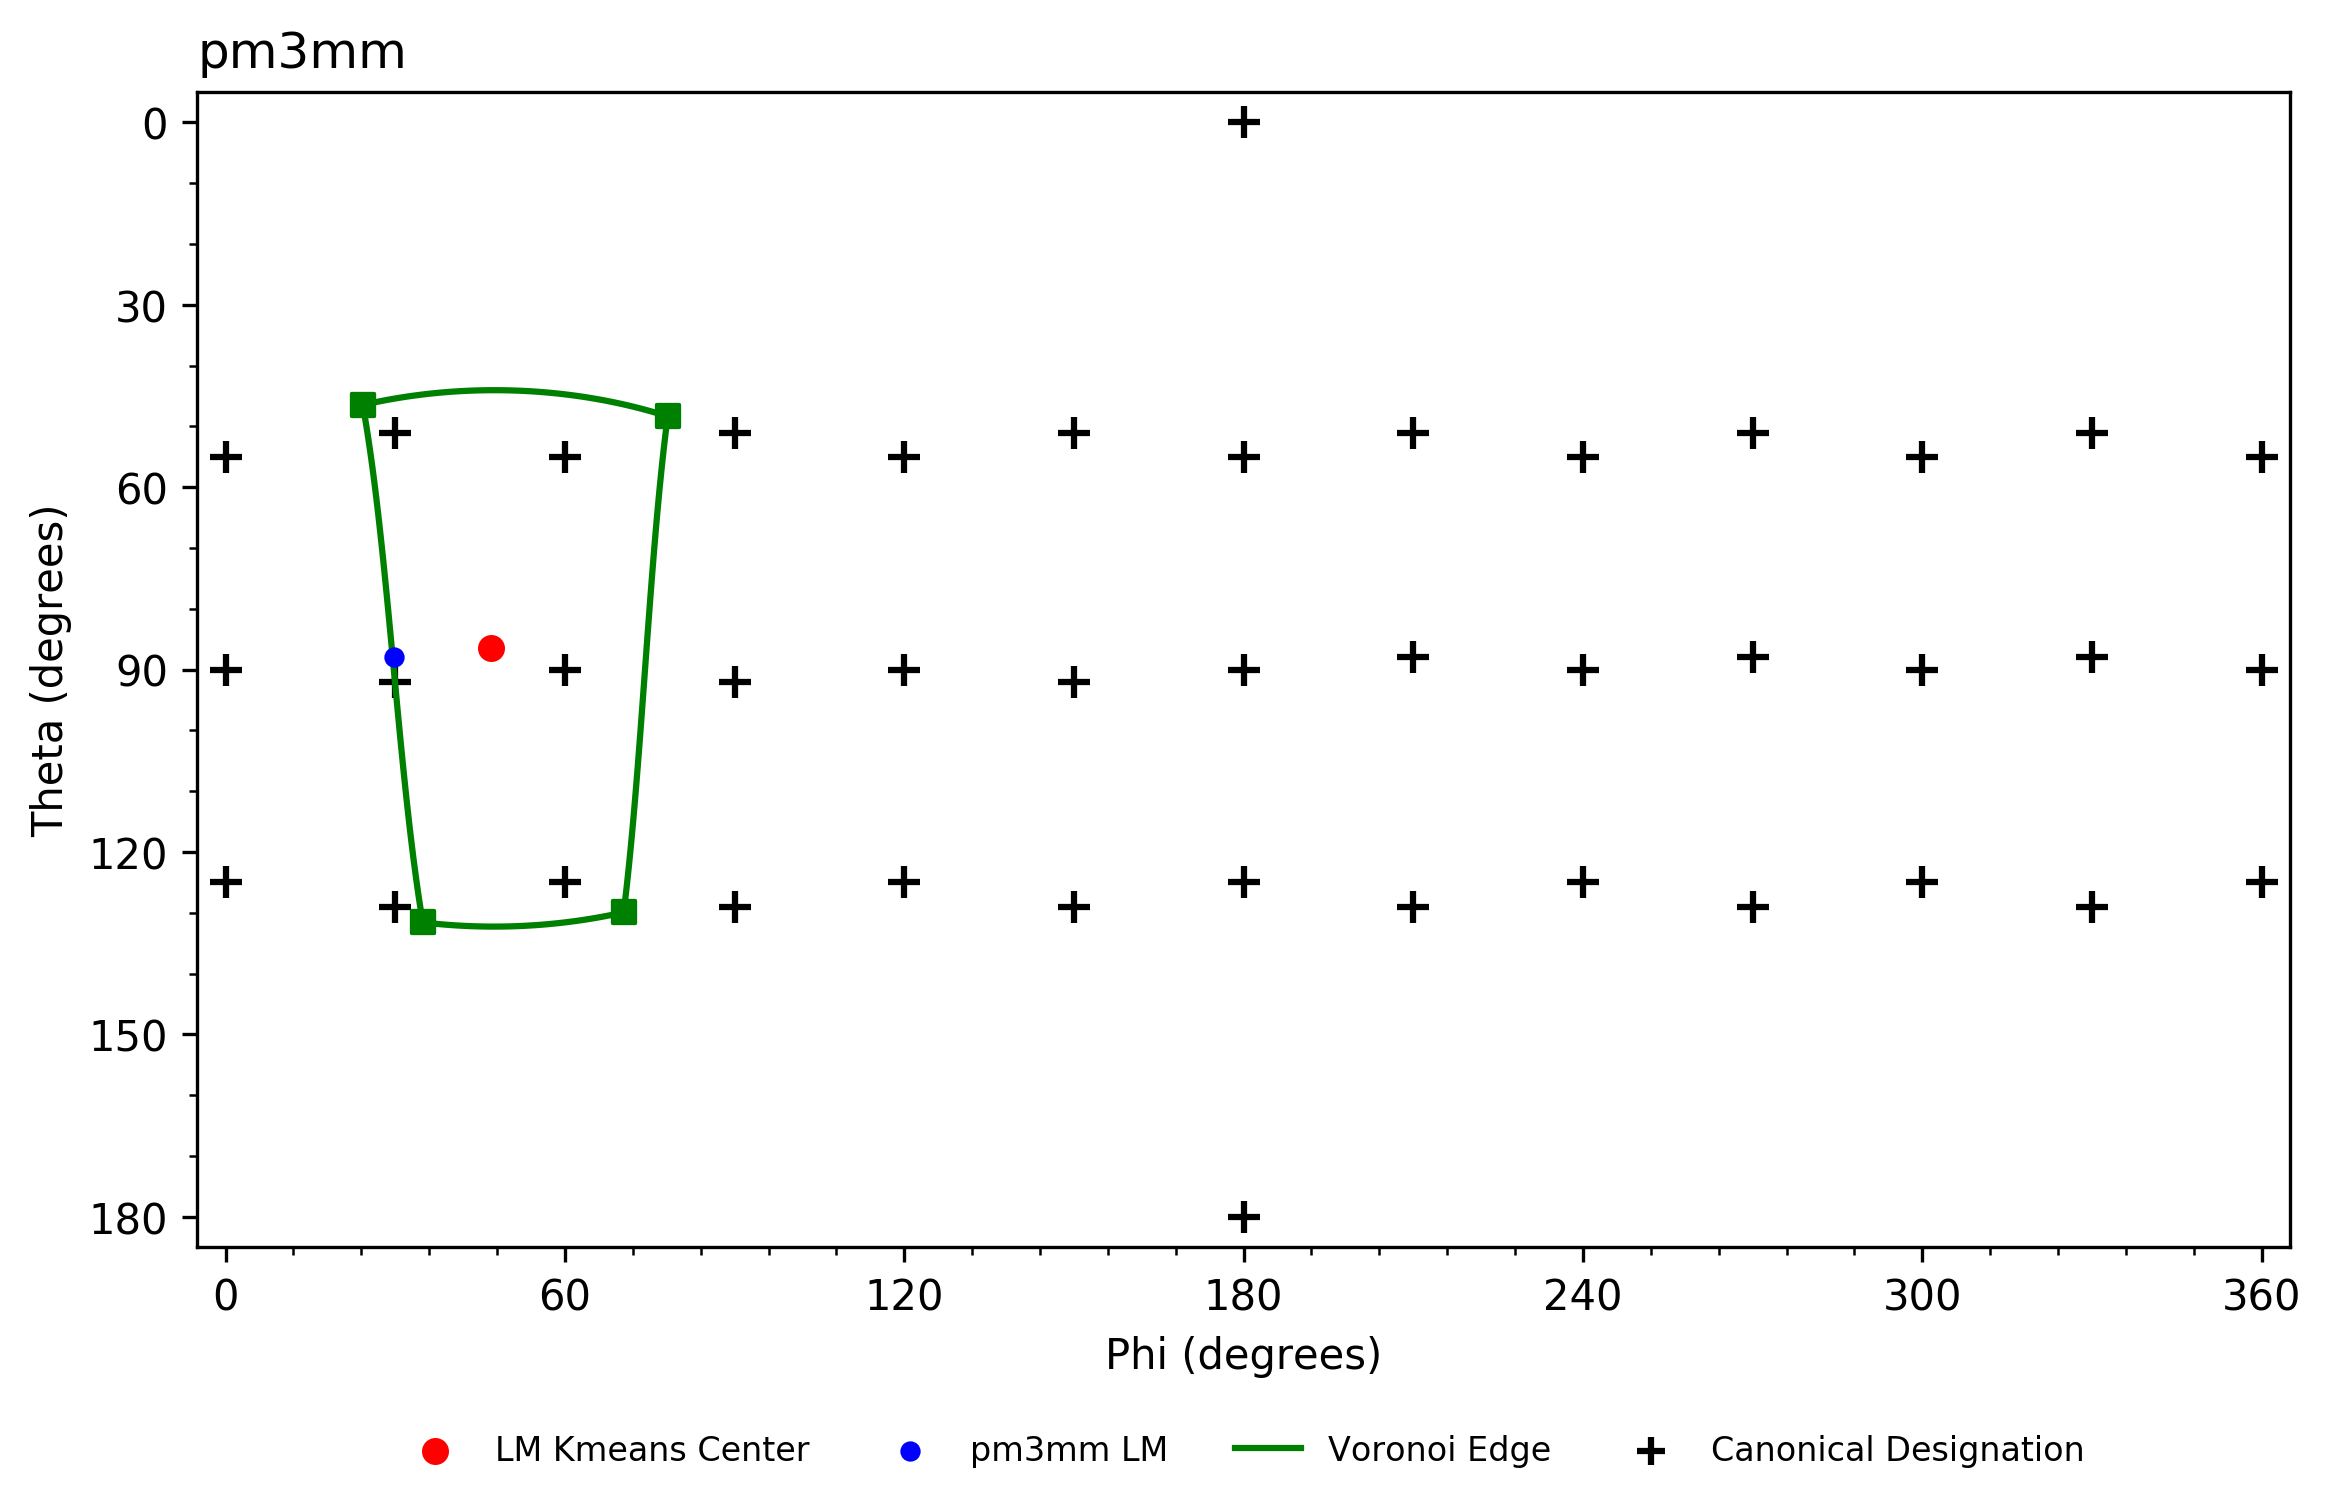 pm3mm
0
30
60
90
120
150
180
Theta (degrees)
0 60 120 180 240 300 360
Phi (degrees)
LM Kmeans Center pm3mm LM Voronoi Edge Canonical Designation